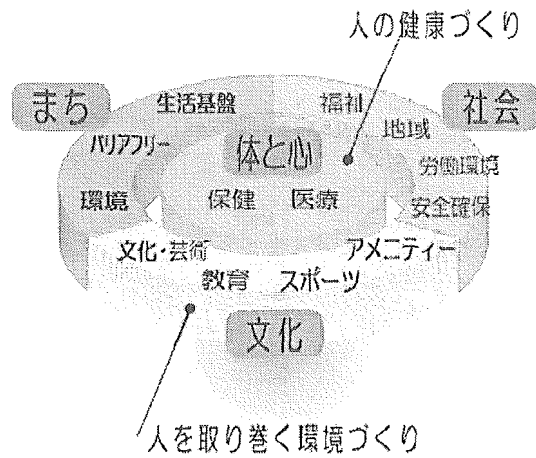 人の健康づくり
まち
生活基盤
福祉
社会
バリアフリー
体と心
地域
労働環境
環境
保健
医療
安全確保
文化・芸術
アメニティー
教育
スポーツ
文化
人を取り巻く環境づくり